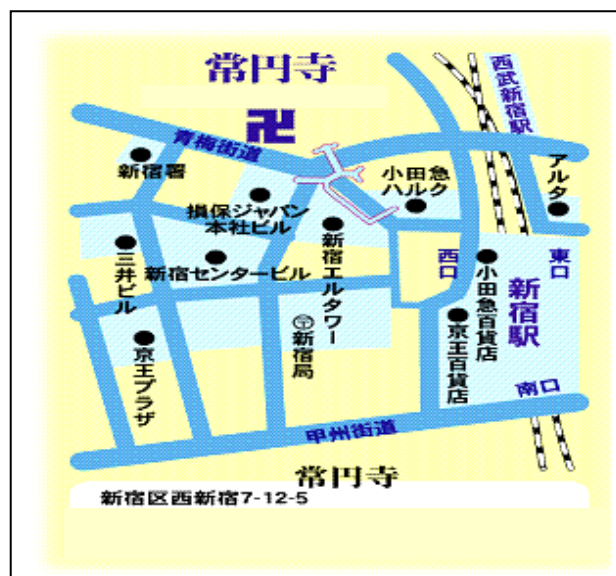 常円寺
西武新宿駅
卍
青梅街道
新宿署
小田急
ハルク
アルタ
損保ジャパン
本社ビル
三井ビル
新宿センタービル
新宿エルタワー
西口
小田急百貨店
東口
新宿駅
〶新宿局
京王百貨店
京王プラザ
南口
甲州街道
常円寺
新宿区西新宿7-12-5